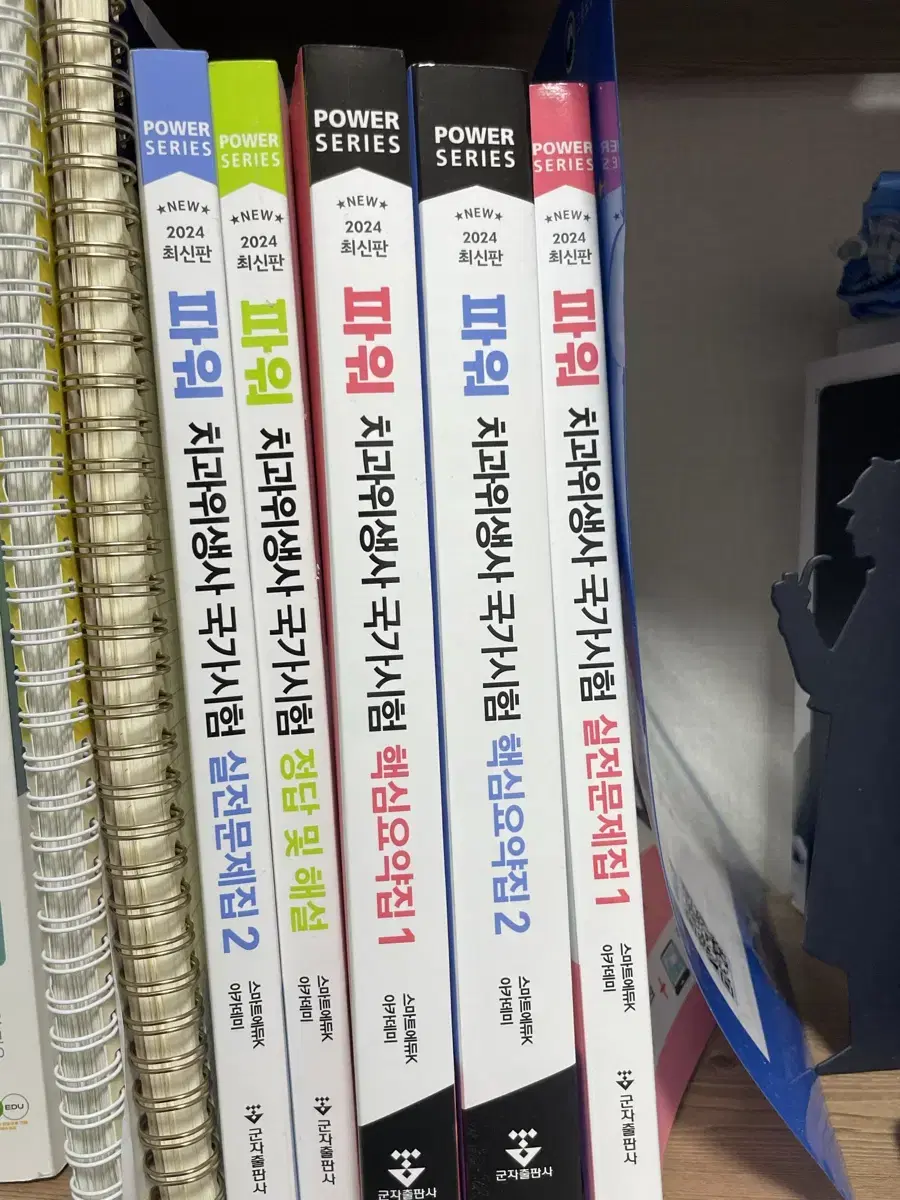 POWER
SERIES
★NEW★
2024
최신판
파워 치과위생사 국가시험 실전문제집 2
스마트에듀K
아카데미
군자출판사
POWER
SERIES
★NEW★
2024
최신판
파워 치과위생사 국가시험 정답 및 해설
스마트에듀K
아카데미
군자출판사
POWER
SERIES
★NEW★
2024
최신판
파워 치과위생사 국가시험 핵심요약집 1
스마트에듀K
아카데미
군자출판사
POWER
SERIES
★NEW★
2024
최신판
파워 치과위생사 국가시험 핵심요약집 2
스마트에듀K
아카데미
군자출판사
POWER
SERIES
★NEW★
2024
최신판
파워 치과위생사 국가시험 실전문제집 1
스마트에듀K
아카데미
군자출판사
EDU